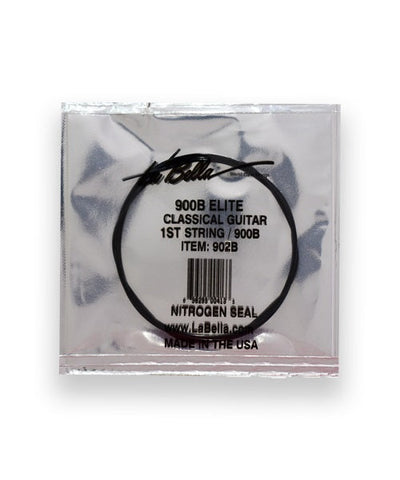 La Bella
900B ELITE
CLASSICAL GUITAR
1ST STRING / 900B
ITEM: 902B
NITROGEN SEAL
www.LaBella.com
MADE IN THE USA